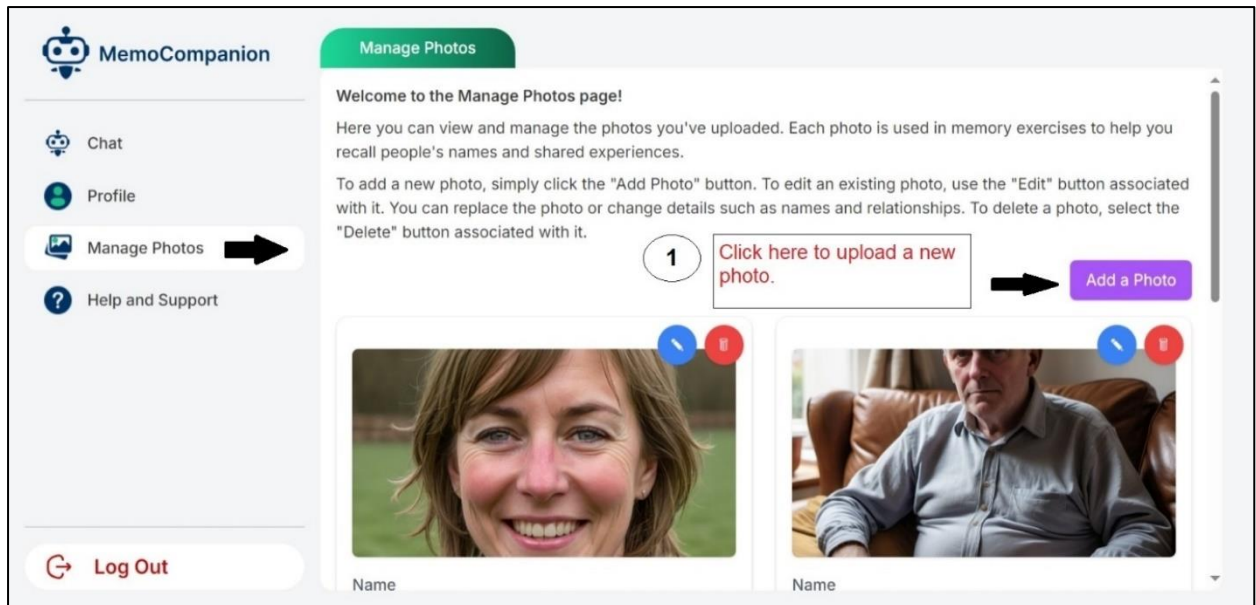 MemoCompanion
Chat
Profile
Manage Photos
Help and Support
Log Out
Manage Photos
Welcome to the Manage Photos page!
Here you can view and manage the photos you've uploaded. Each photo is used in memory exercises to help you
recall people's names and shared experiences.
To add a new photo, simply click the "Add Photo" button. To edit an existing photo, use the "Edit" button associated
with it. You can replace the photo or change details such as names and relationships. To delete a photo, select the
"Delete" button associated with it.
1
Click here to upload a new
photo.
Add a Photo
Name
Name